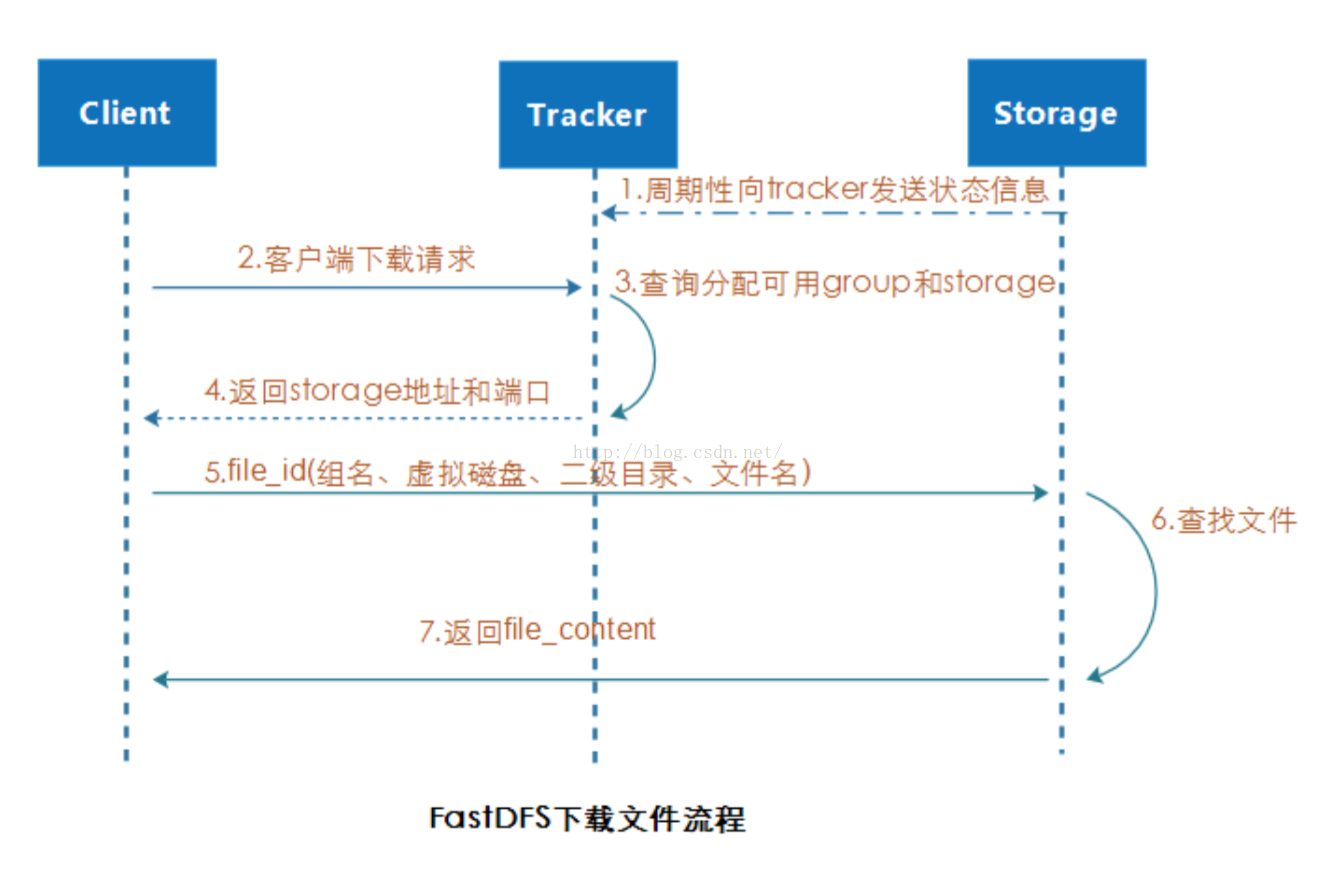 Client
Tracker
Storage
1.周期性向tracker发送状态信息
2.客户端下载请求
3.查询分配可用group和storage
4.返回storage地址和端口
http://blog.csdn.net/
5.file_id(组名、虚拟磁盘、二级目录、文件名)
6.查找文件
7.返回file_content
FastDFS下载文件流程